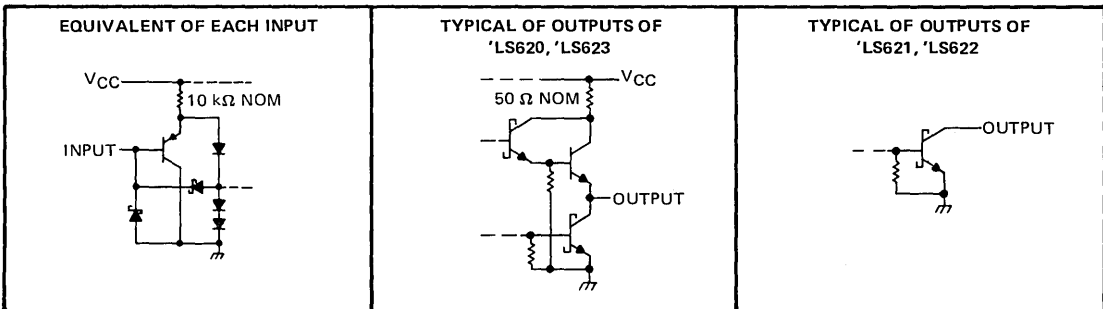 EQUIVALENT OF EACH INPUT
VCC
10 kΩ NOM
INPUT
TYPICAL OF OUTPUTS OF
'LS620, 'LS623
VCC
50 Ω NOM
OUTPUT
TYPICAL OF OUTPUTS OF
'LS621, 'LS622
OUTPUT